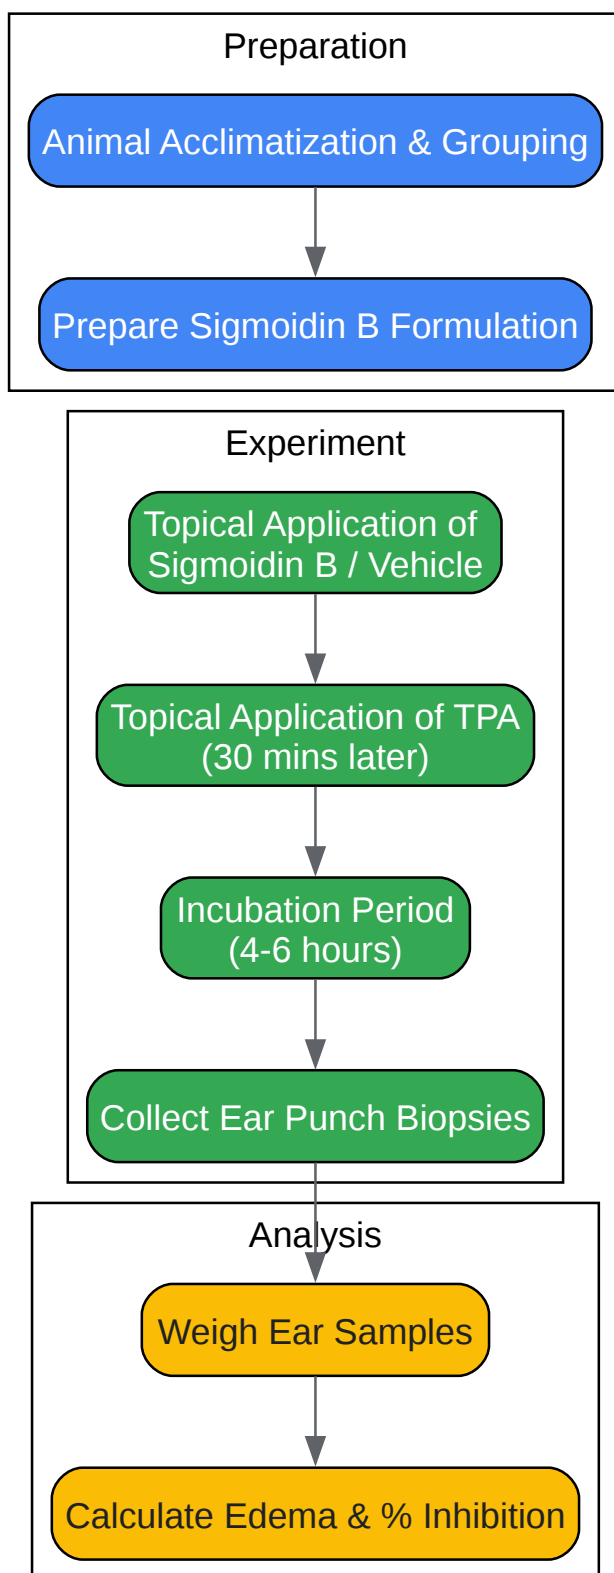 Preparation
Animal Acclimatization & Grouping
Prepare Sigmoidin B Formulation
Experiment
Topical Application of
Sigmoidin B / Vehicle
Topical Application of TPA
(30 mins later)
Incubation Period
(4-6 hours)
Collect Ear Punch Biopsies
Analysis
Weigh Ear Samples
Calculate Edema & % Inhibition